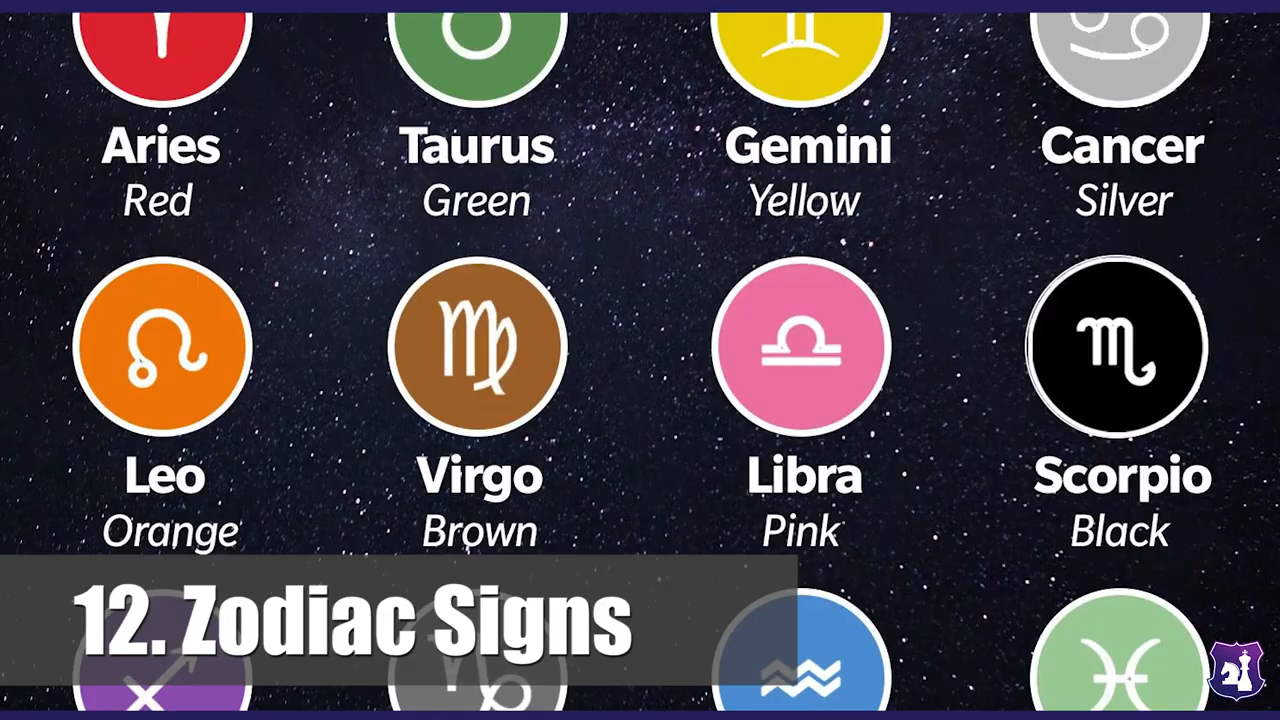 Aries Taurus Gemini Cancer
Red Green Yellow Silver
Leo Virgo Libra Scorpio
Orange Brown Pink Black
12. Zodiac Signs